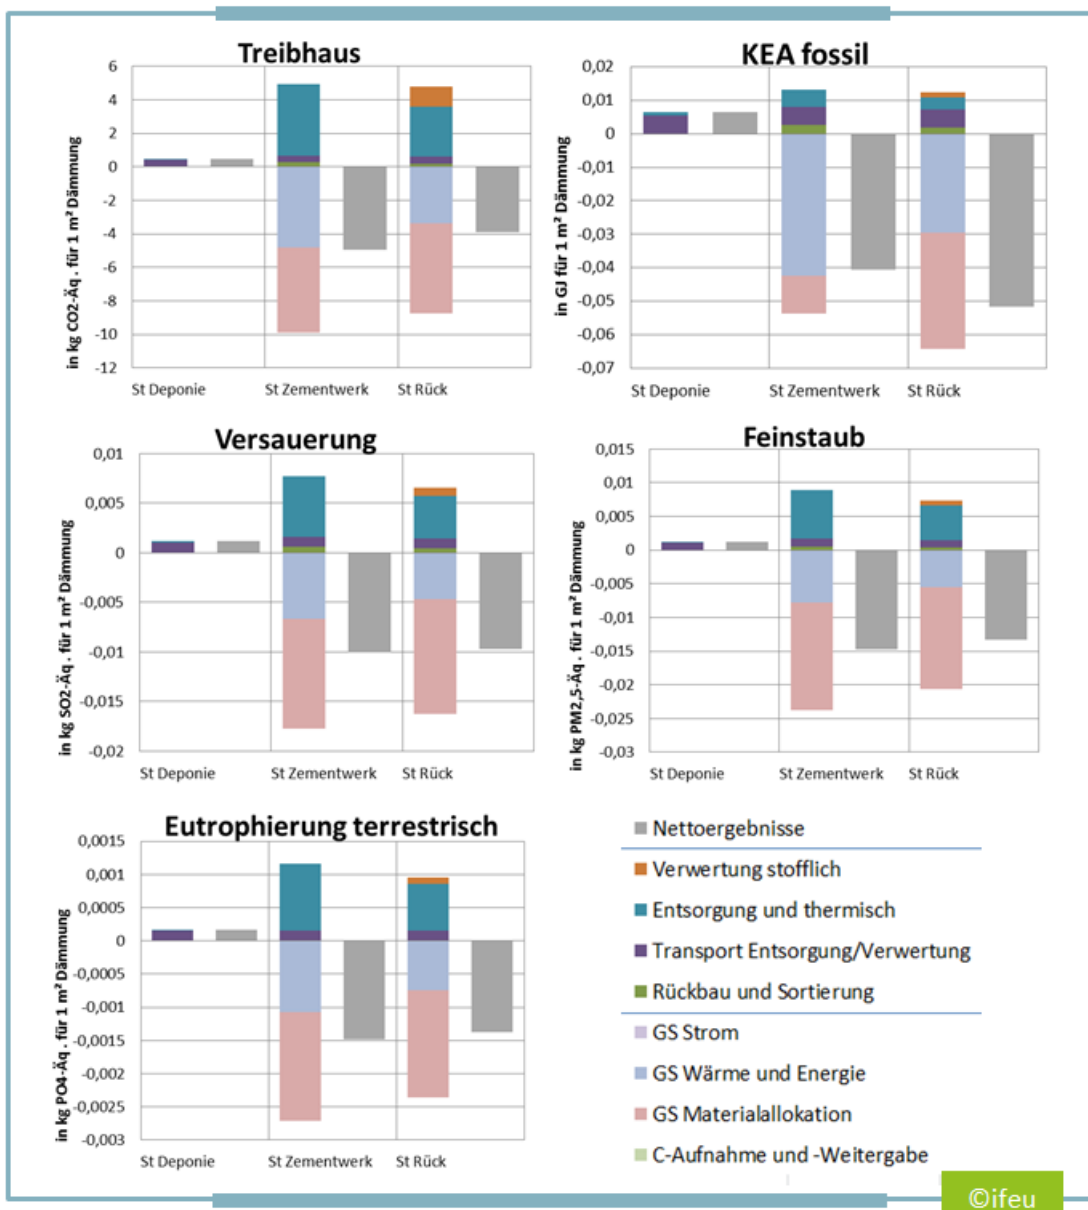 Treibhaus
in kg CO2-Äq . für 1 m² Dämmung
6
4
2
0
-2
-4
-6
-8
-10
-12
St Deponie St Zementwerk St Rück
KEA fossil
in GJ für 1 m² Dämmung
0,02
0,01
0
-0,01
-0,02
-0,03
-0,04
-0,05
-0,06
-0,07
St Deponie St Zementwerk St Rück
Versauerung
in kg SO2-Äq . für 1 m² Dämmung
0,01
0,005
0
-0,005
-0,01
-0,015
-0,02
St Deponie St Zementwerk St Rück
Feinstaub
in kg PM2,5-Äq . für 1 m² Dämmung
0,015
0,01
0,005
0
-0,005
-0,01
-0,015
-0,02
-0,025
-0,03
St Deponie St Zementwerk St Rück
Eutrophierung terrestrisch
in kg PO4-Äq . für 1 m² Dämmung
0,0015
0,001
0,0005
0
-0,0005
-0,001
-0,0015
-0,002
-0,0025
-0,003
St Deponie St Zementwerk St Rück
Nettoergebnisse
Verwertung stofflich
Entsorgung und thermisch
Transport Entsorgung/Verwertung
Rückbau und Sortierung
GS Strom
GS Wärme und Energie
GS Materialallokation
C-Aufnahme und -Weitergabe
©ifeu